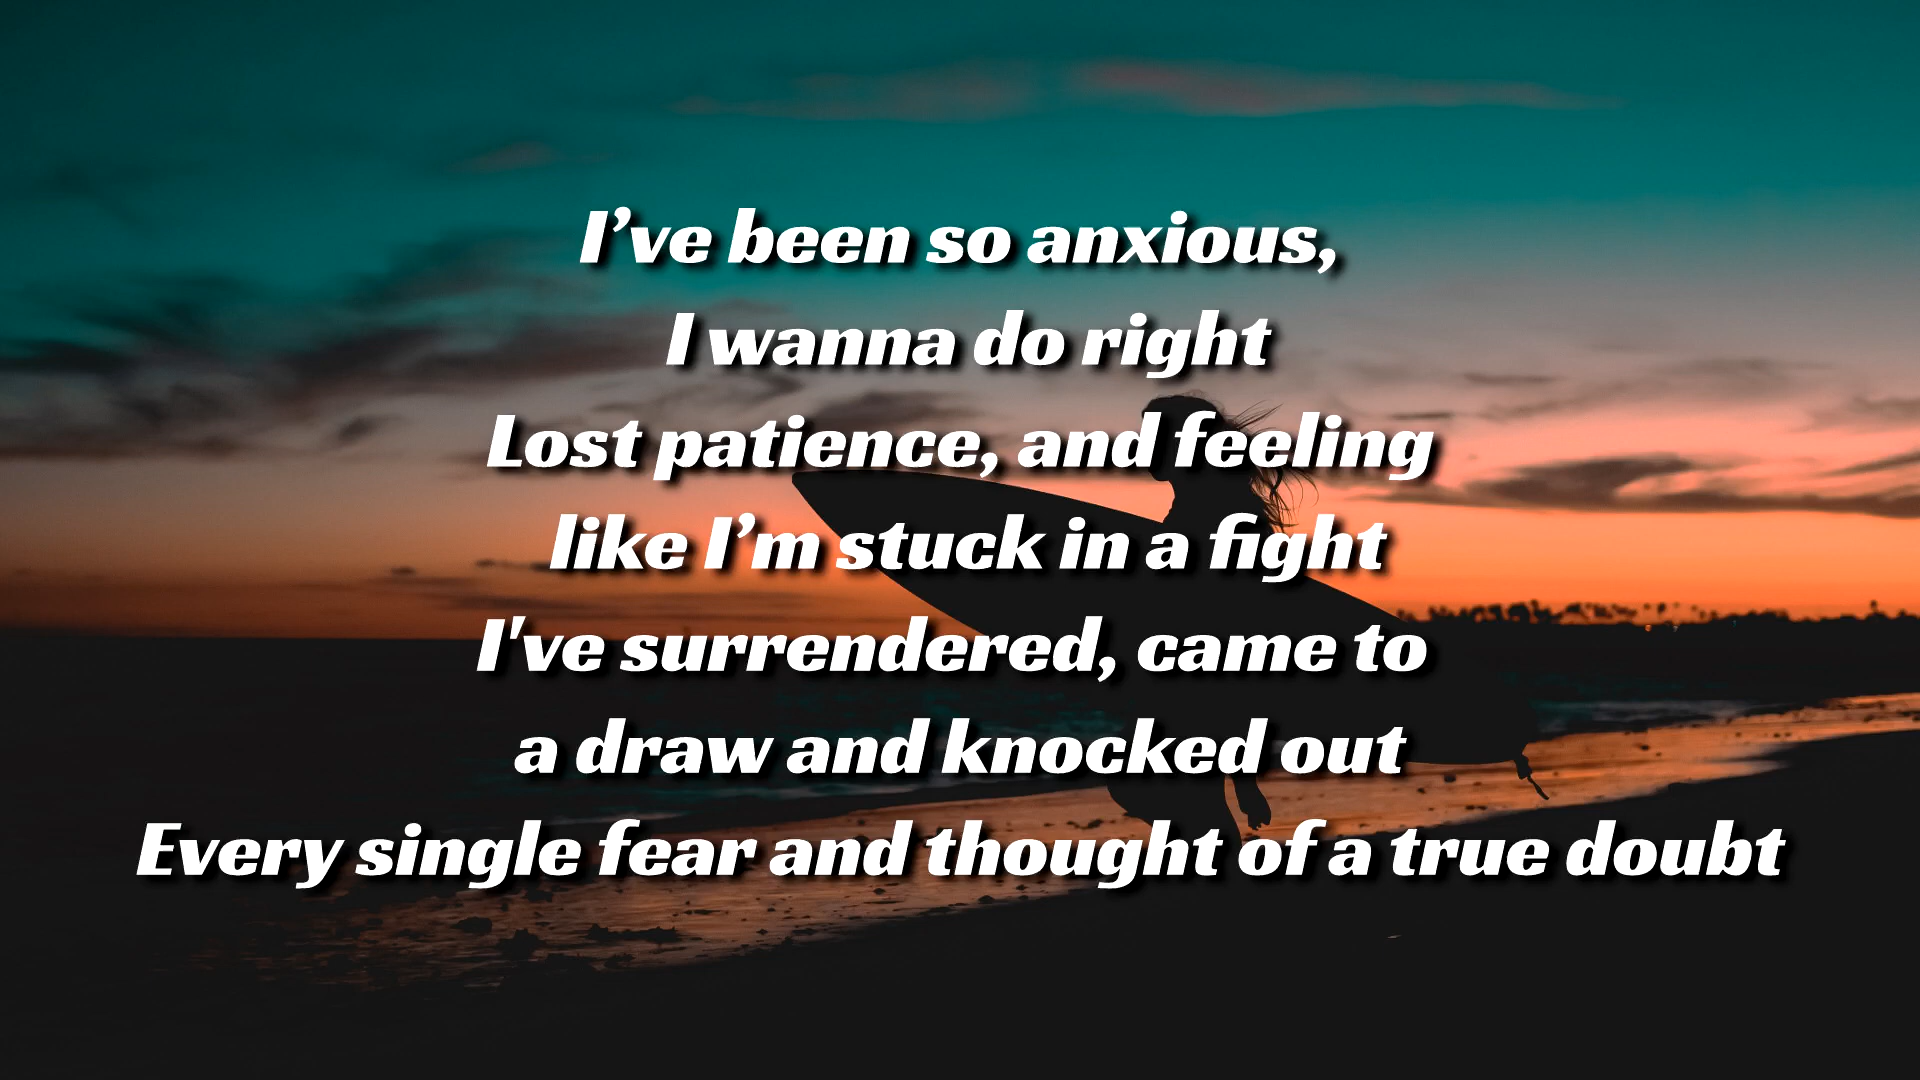 I’ve been so anxious,
I wanna do right
Lost patience, and feeling
like I’m stuck in a fight
I've surrendered, came to
a draw and knocked out
Every single fear and thought of a true doubt